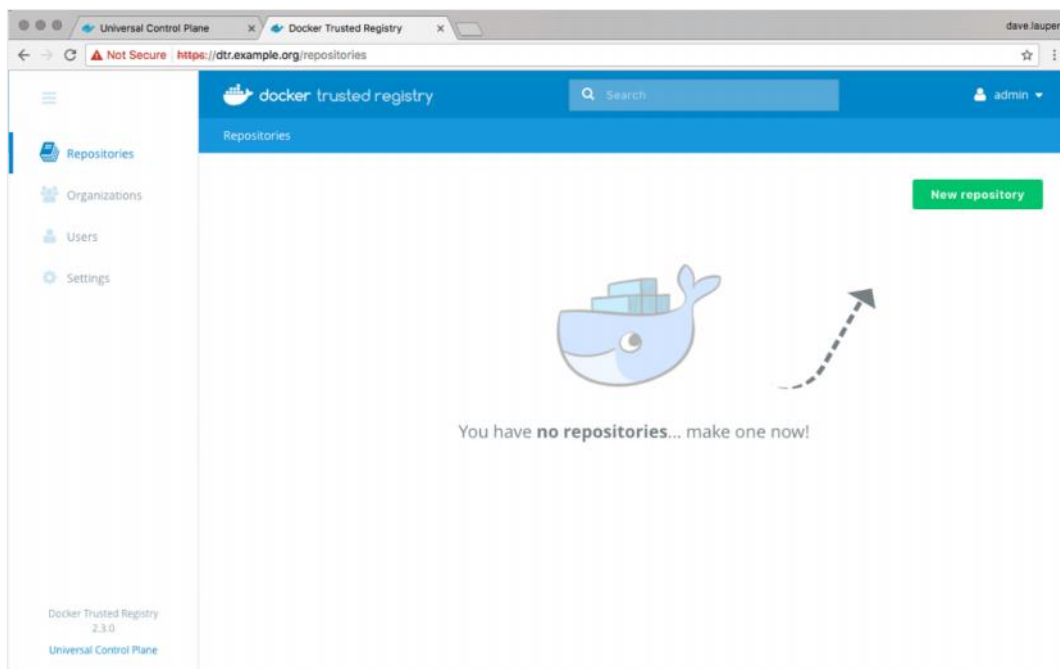 Universal Control Plane
Docker Trusted Registry
dave.lauper
Not Secure https://dtr.example.org/repositories
docker trusted registry
Search
admin
Repositories
Repositories
Organizations
Users
Settings
New repository
You have no repositories... make one now!
Docker Trusted Registry
2.3.0
Universal Control Plane